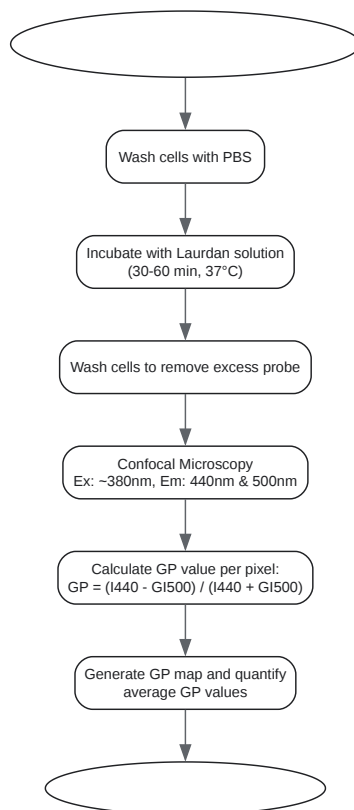 Wash cells with PBS
Incubate with Laurdan solution
(30-60 min, 37°C)
Wash cells to remove excess probe
Confocal Microscopy
Ex: ~380nm, Em: 440nm & 500nm
Calculate GP value per pixel:
GP = (I440 - GI500) / (I440 + GI500)
Generate GP map and quantify
average GP values